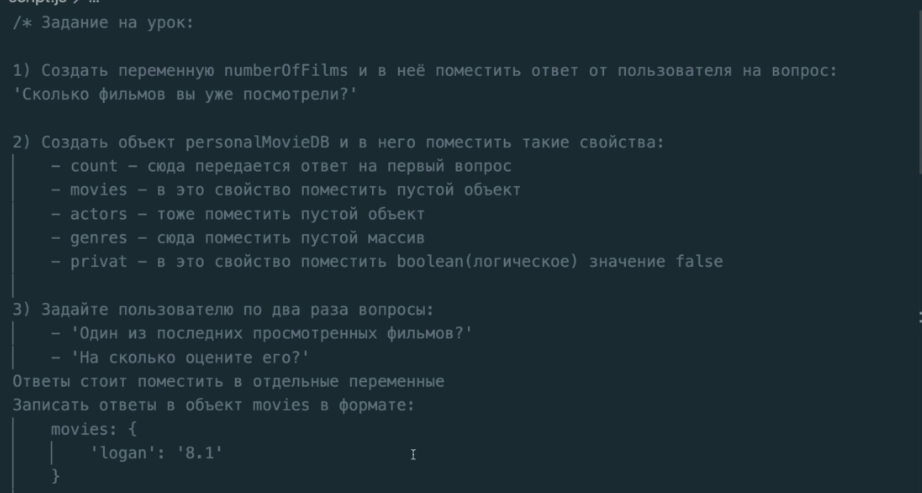 /* Задание на урок:
1) Создать переменную numberOfFilms и в неё поместить ответ от пользователя на вопрос:
'Сколько фильмов вы уже посмотрели?'
2) Создать объект personalMovieDB и в него поместить такие свойства:
- count - сюда передается ответ на первый вопрос
- movies - в это свойство поместить пустой объект
- actors - тоже поместить пустой объект
- genres - сюда поместить пустой массив
- privat - в это свойство поместить boolean(логическое) значение false
3) Задайте пользователю по два раза вопросы:
- 'Один из последних просмотренных фильмов?'
- 'На сколько оцените его?'
Ответы стоит поместить в отдельные переменные
Записать ответы в объект movies в формате:
movies: {
'logan': '8.1'
}